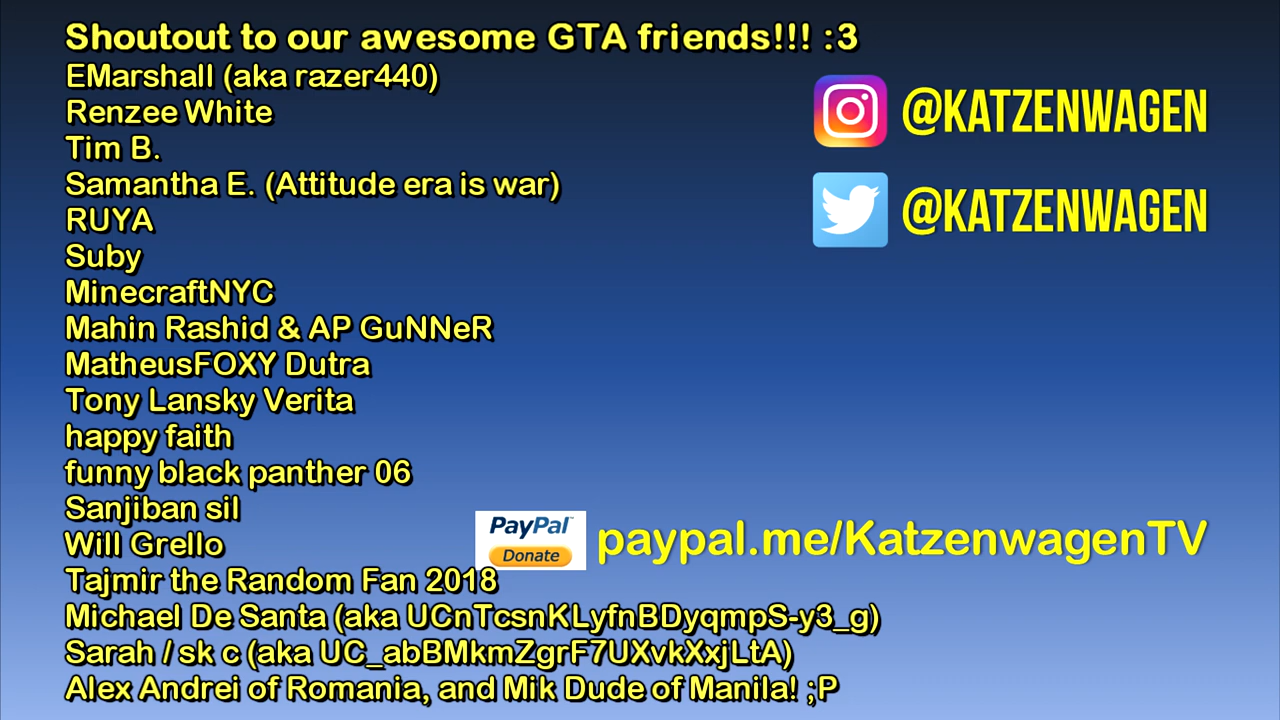 Shoutout to our awesome GTA friends!!! :3
EMarshall (aka razer440)
Renzee White
Tim B.
Samantha E. (Attitude era is war)
RUYA
Suby
MinecraftNYC
Mahin Rashid & AP GuNNeR
MatheusFOXY Dutra
Tony Lansky Verita
happy faith
funny black panther 06
Sanjiban sil
Will Grello
Tajmir the Random Fan 2018
Michael De Santa (aka UCnTcsnKLyfnBDyqmpS-y3_g)
Sarah / sk c (aka UC_abBMkmZgrF7UXvkXxjLtA)
Alex Andrei of Romania, and Mik Dude of Manila! ;P
@KATZENWAGEN
@KATZENWAGEN
PayPal™
Donate
paypal.me/KatzenwagenTV